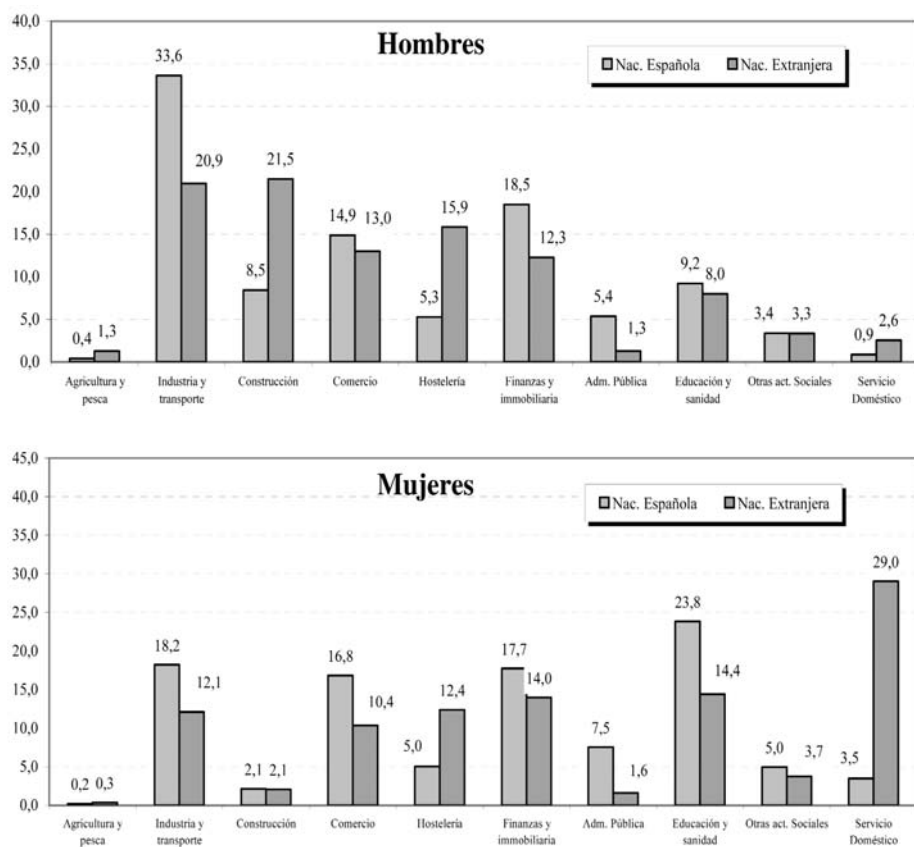 Hombres
Nac. Española
Nac. Extranjera
40,0
35,0
30,0
25,0
20,0
15,0
10,0
5,0
0,0
0,4 1,3
33,6 20,9
8,5 21,5
14,9 13,0
5,3 15,9
18,5 12,3
5,4 1,3
9,2 8,0
3,4 3,3
0,9 2,6
Agricultura y pesca
Industria y transporte
Construcción
Comercio
Hostelería
Finanzas y immobiliaria
Adm. Pública
Educación y sanidad
Otras act. Sociales
Servicio Doméstico
Mujeres
Nac. Española
Nac. Extranjera
45,0
40,0
35,0
30,0
25,0
20,0
15,0
10,0
5,0
0,0
0,2 0,3
18,2 12,1
2,1 2,1
16,8 10,4
5,0 12,4
17,7 14,0
7,5 1,6
23,8 14,4
5,0 3,7
3,5 29,0
Agricultura y pesca
Industria y transporte
Construcción
Comercio
Hostelería
Finanzas y immobiliaria
Adm. Pública
Educación y sanidad
Otras act. Sociales
Servicio Doméstico